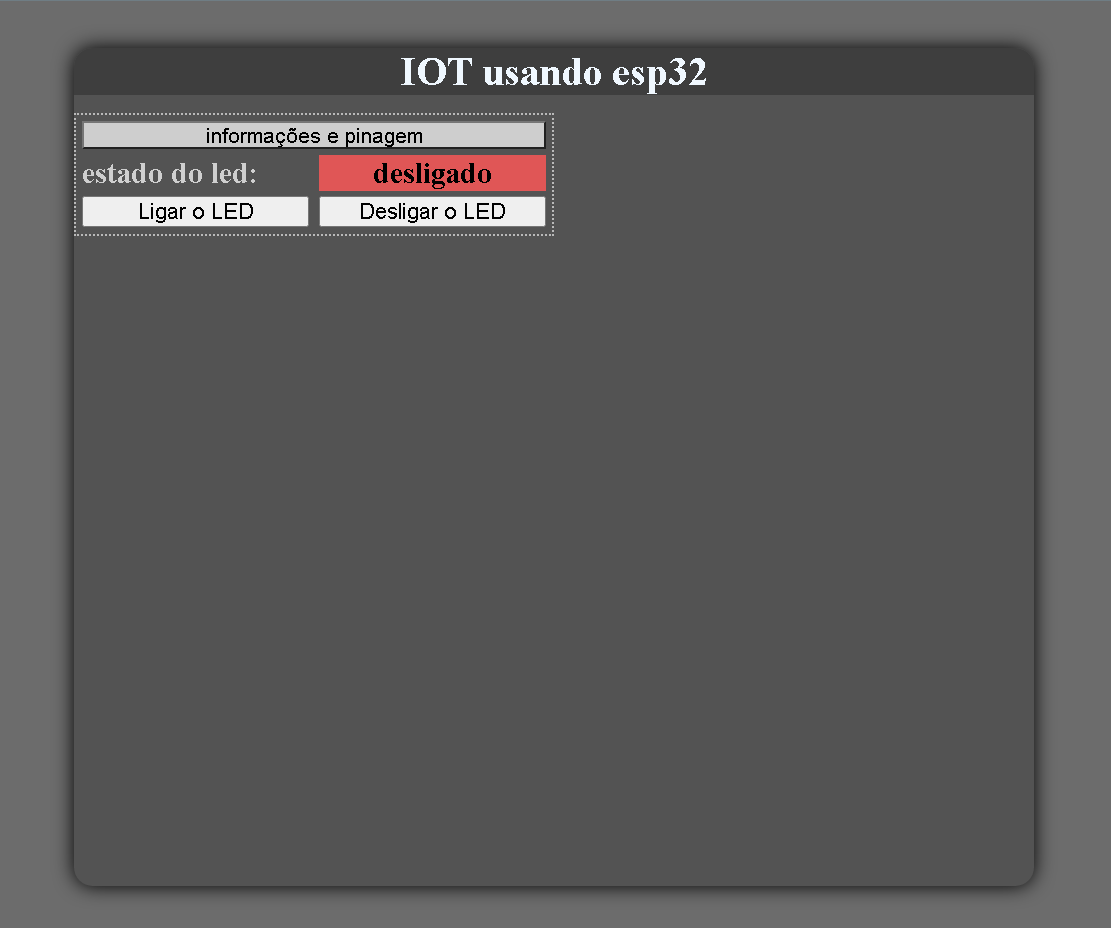 IOT usando esp32
informações e pinagem
estado do led: desligado
Ligar o LED Desligar o LED